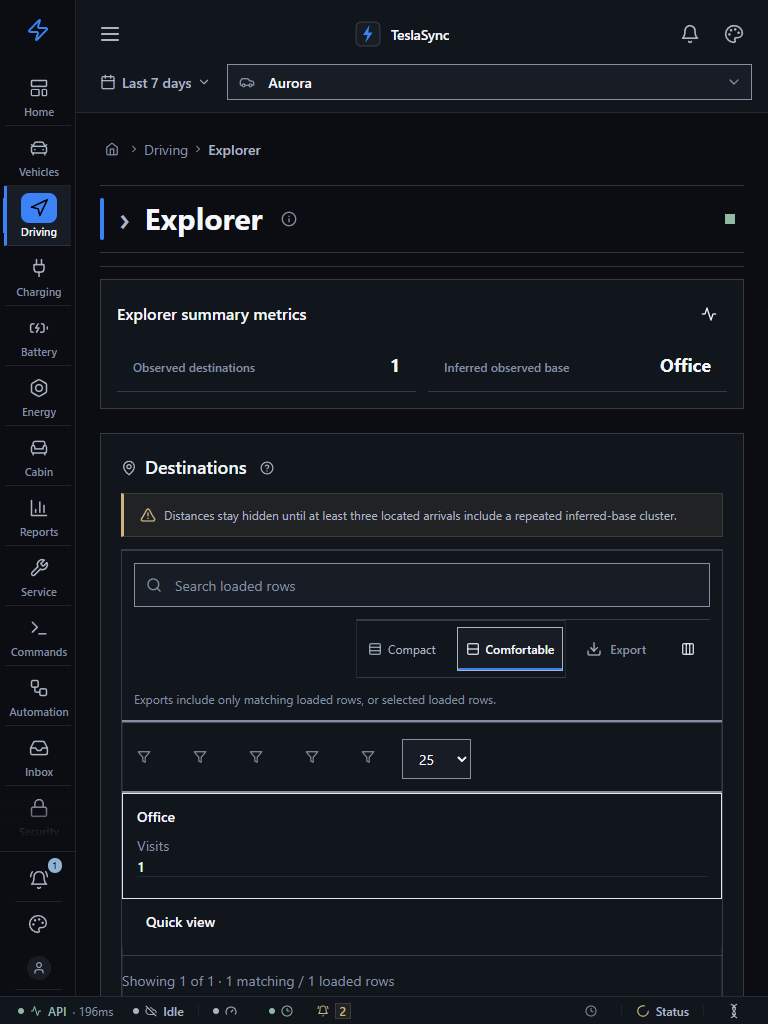 TeslaSync
Last 7 days
Aurora
Home
Vehicles
Driving
Charging
Battery
Energy
Cabin
Reports
Service
Commands
Automation
Inbox
Security
1
Driving
Explorer
Explorer
Explorer summary metrics
Observed destinations
1
Inferred observed base
Office
Destinations
Distances stay hidden until at least three located arrivals include a repeated inferred-base cluster.
Search loaded rows
Compact
Comfortable
Export
Exports include only matching loaded rows, or selected loaded rows.
25
Office
Visits
1
Quick view
Showing 1 of 1 · 1 matching / 1 loaded rows
API · 196ms
Idle
2
Status